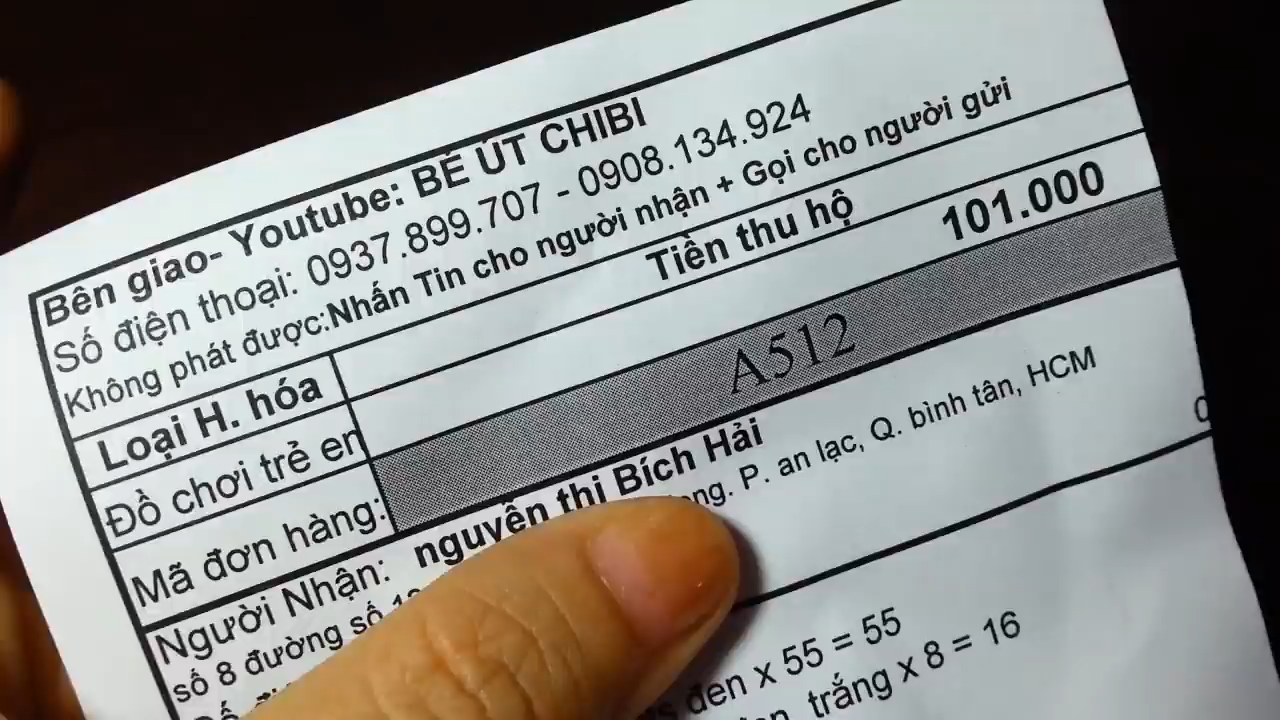 Bên giao- Youtube: BÉ ÚT CHIBI
Số điện thoại: 0937.899.707 - 0908.134.924
Không phát được:Nhấn Tin cho người nhận + Gọi cho người gửi
Loại H. hóa Tiền thu hộ
Đồ chơi trẻ em 101.000
Mã đơn hàng: A512
Người Nhận: nguyễn thị Bích Hải
số 8 đường số P. an lạc, Q. bình tân, HCM
đen x 55 = 55
trắng x 8 = 16